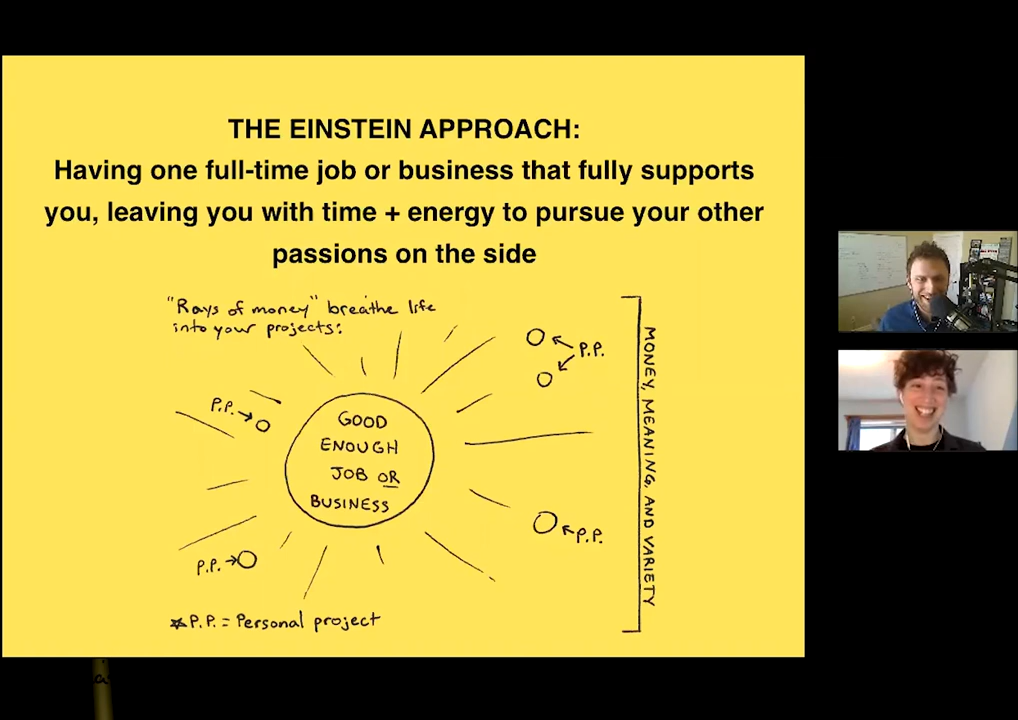 THE EINSTEIN APPROACH:
Having one full-time job or business that fully supports
you, leaving you with time + energy to pursue your other
passions on the side
"Rays of money" breathe life
into your projects:
P.P.
P.P.
GOOD
ENOUGH
JOB OR
BUSINESS
P.P.
P.P.
*P.P. = Personal project
MONEY, MEANING, AND VARIETY